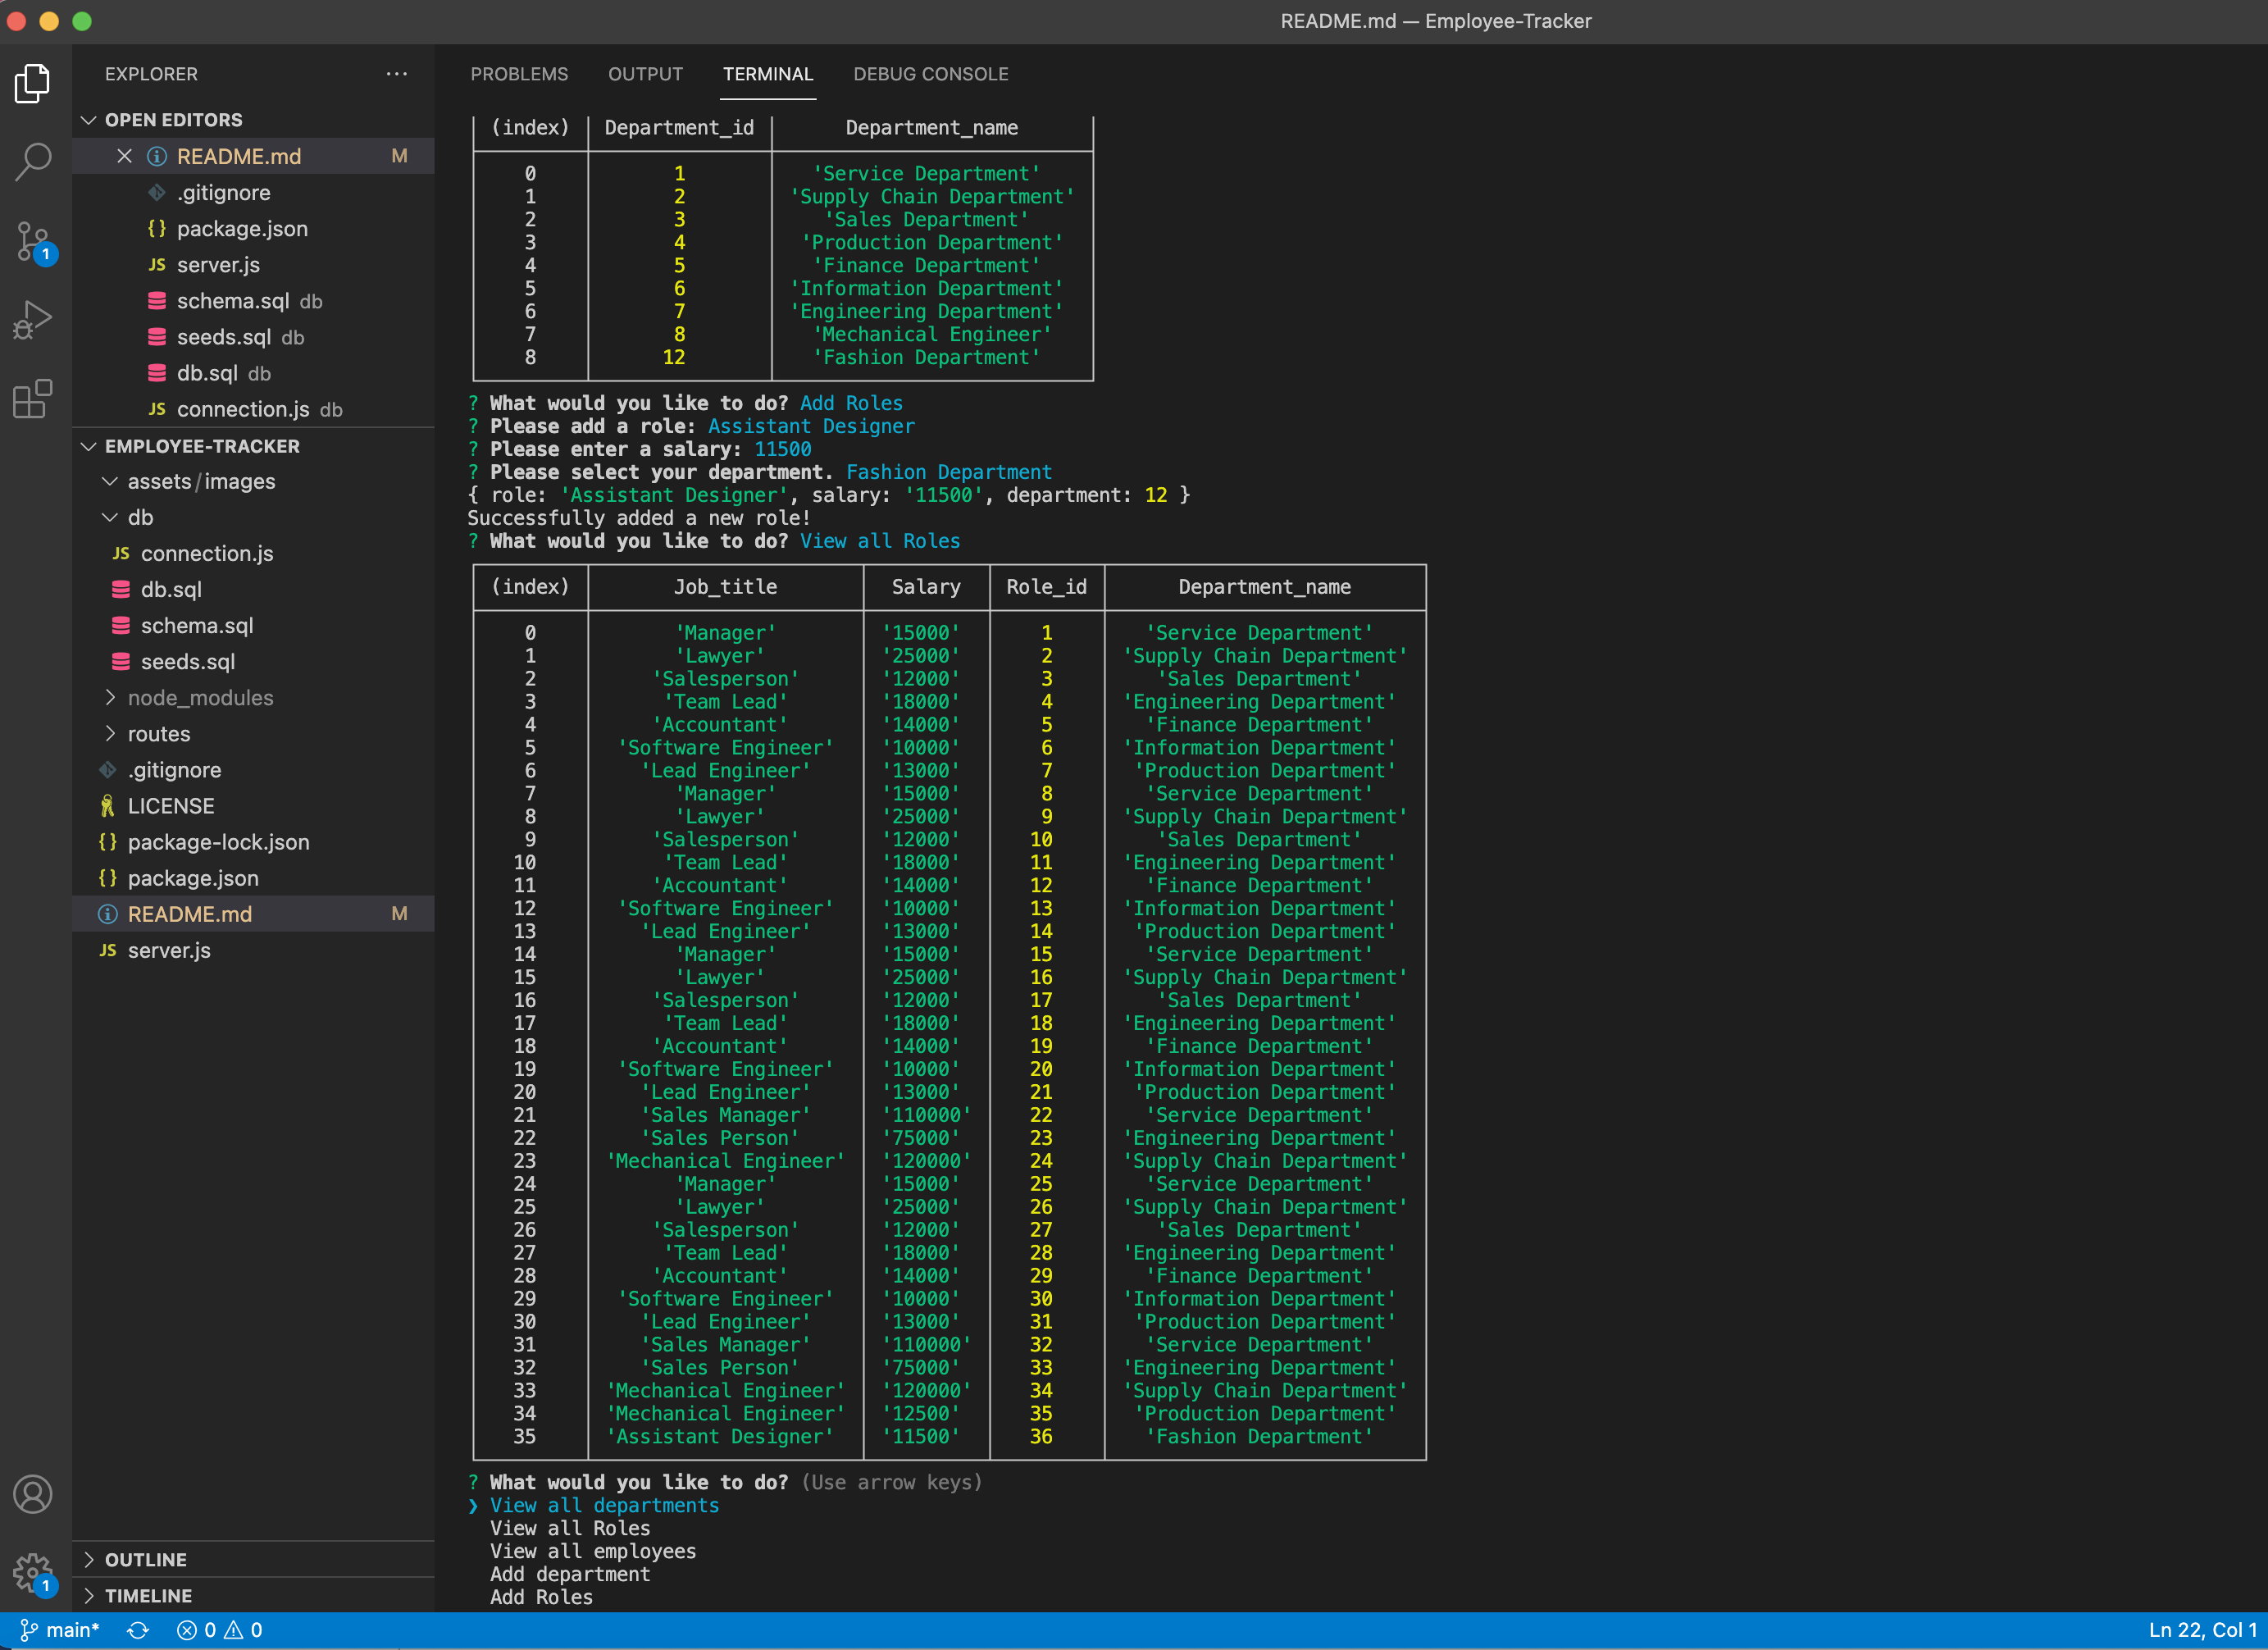 README.md — Employee-Tracker
EXPLORER
OPEN EDITORS
README.md M
.gitignore
package.json
JS server.js
schema.sql db
seeds.sql db
db.sql db
JS connection.js db
EMPLOYEE-TRACKER
assets/images
db
JS connection.js
db.sql
schema.sql
seeds.sql
node_modules
routes
.gitignore
LICENSE
{} package-lock.json
{} package.json
README.md M
JS server.js
OUTLINE
TIMELINE
1
1
PROBLEMS OUTPUT TERMINAL DEBUG CONSOLE
(index) Department_id Department_name
0 1 'Service Department'
1 2 'Supply Chain Department'
2 3 'Sales Department'
3 4 'Production Department'
4 5 'Finance Department'
5 6 'Information Department'
6 7 'Engineering Department'
7 8 'Mechanical Engineer'
8 12 'Fashion Department'
? What would you like to do? Add Roles
? Please add a role: Assistant Designer
? Please enter a salary: 11500
? Please select your department. Fashion Department
{ role: 'Assistant Designer', salary: '11500', department: 12 }
Successfully added a new role!
? What would you like to do? View all Roles
(index) Job_title Salary Role_id Department_name
0 'Manager' '15000' 1 'Service Department'
1 'Lawyer' '25000' 2 'Supply Chain Department'
2 'Salesperson' '12000' 3 'Sales Department'
3 'Team Lead' '18000' 4 'Engineering Department'
4 'Accountant' '14000' 5 'Finance Department'
5 'Software Engineer' '10000' 6 'Information Department'
6 'Lead Engineer' '13000' 7 'Production Department'
7 'Manager' '15000' 8 'Service Department'
8 'Lawyer' '25000' 9 'Supply Chain Department'
9 'Salesperson' '12000' 10 'Sales Department'
10 'Team Lead' '18000' 11 'Engineering Department'
11 'Accountant' '14000' 12 'Finance Department'
12 'Software Engineer' '10000' 13 'Information Department'
13 'Lead Engineer' '13000' 14 'Production Department'
14 'Manager' '15000' 15 'Service Department'
15 'Lawyer' '25000' 16 'Supply Chain Department'
16 'Salesperson' '12000' 17 'Sales Department'
17 'Team Lead' '18000' 18 'Engineering Department'
18 'Accountant' '14000' 19 'Finance Department'
19 'Software Engineer' '10000' 20 'Information Department'
20 'Lead Engineer' '13000' 21 'Production Department'
21 'Sales Manager' '110000' 22 'Service Department'
22 'Sales Person' '75000' 23 'Engineering Department'
23 'Mechanical Engineer' '120000' 24 'Supply Chain Department'
24 'Manager' '15000' 25 'Service Department'
25 'Lawyer' '25000' 26 'Supply Chain Department'
26 'Salesperson' '12000' 27 'Sales Department'
27 'Team Lead' '18000' 28 'Engineering Department'
28 'Accountant' '14000' 29 'Finance Department'
29 'Software Engineer' '10000' 30 'Information Department'
30 'Lead Engineer' '13000' 31 'Production Department'
31 'Sales Manager' '110000' 32 'Service Department'
32 'Sales Person' '75000' 33 'Engineering Department'
33 'Mechanical Engineer' '120000' 34 'Supply Chain Department'
34 'Mechanical Engineer' '12500' 35 'Production Department'
35 'Assistant Designer' '11500' 36 'Fashion Department'
? What would you like to do? (Use arrow keys)
❯ View all departments
View all Roles
View all employees
Add department
Add Roles
main* 0 0 Ln 22, Col 1